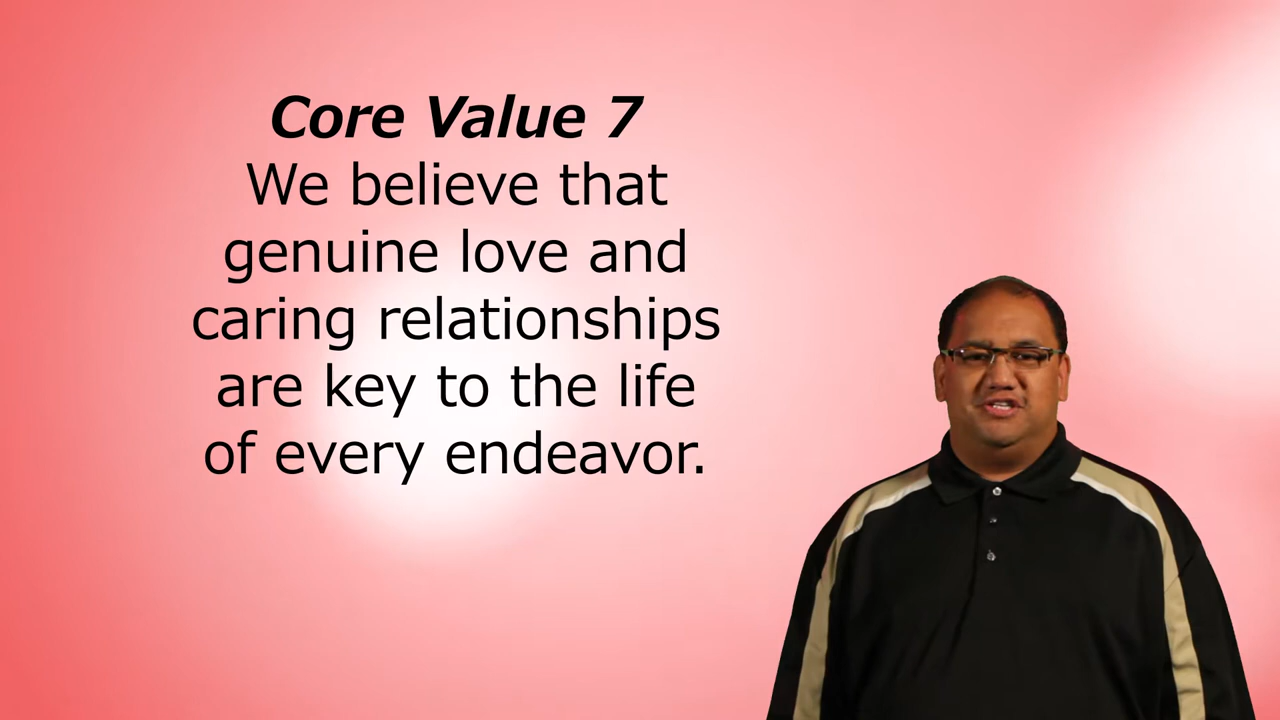 Core Value 7
We believe that
genuine love and
caring relationships
are key to the life
of every endeavor.